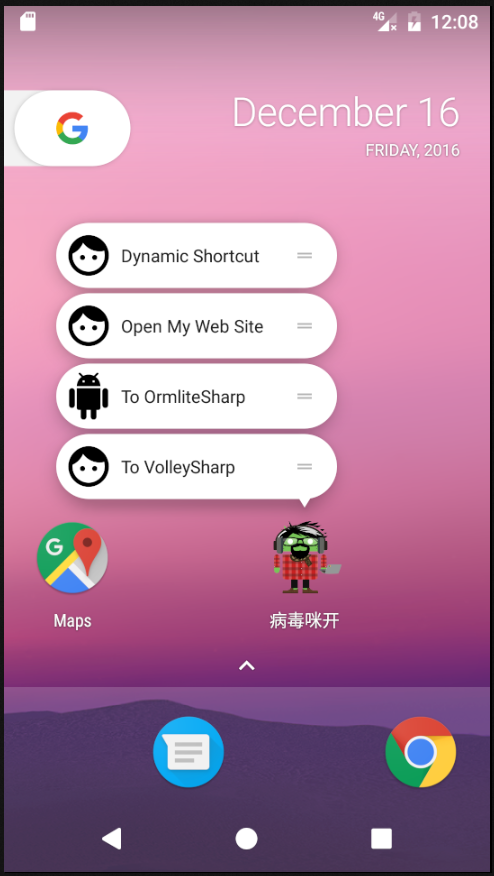 4G
12:08
December 16
FRIDAY, 2016
Dynamic Shortcut
Open My Web Site
To OrmliteSharp
To VolleySharp
Maps
病毒咪开